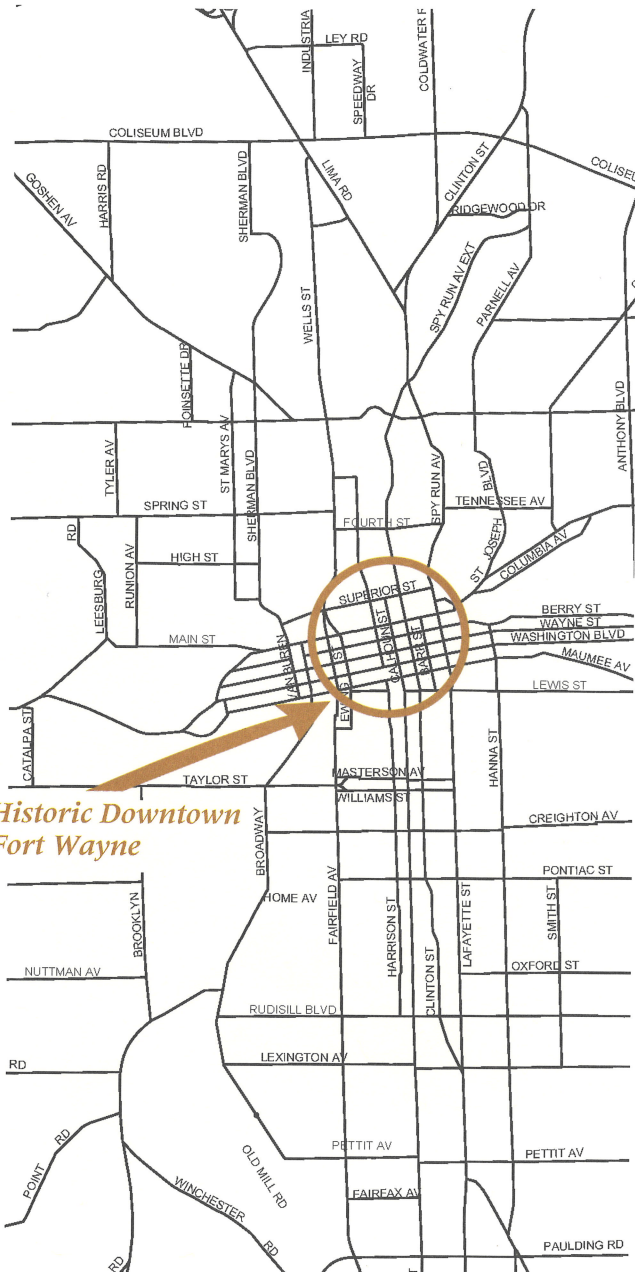 INDUSTRIA
LEY RD
SPEEDWAY
DR
COLDWATER R
COLISEUM BLVD
COLISEU
GOSHEN AV
HARRIS RD
SHERMAN BLVD
LIMA RD
CLINTON ST
RIDGEWOOD DR
WELLS ST
SPY RUN AV EXT
PARNELL AV
POINSETTE DR
ST MARYS AV
SHERMAN BLVD
TYLER AV
ANTHONY BLVD
SPY RUN AV
TENNESSEE AV
SPRING ST
FOURTH ST
ST JOSEPH BLVD
COLUMBIA AV
RD
LEESBURG
RUNION AV
HIGH ST
SUPERIOR ST
MAIN ST
VAN BUREN
EWING
ST
CALHOUN ST
BARR ST
BERRY ST
WAYNE ST
WASHINGTON BLVD
MAUMEE AV
LEWIS ST
CATALPA ST
HANNA ST
TAYLOR ST
MASTERSON AV
WILLIAMS ST
Historic Downtown
Fort Wayne
CREIGHTON AV
BROADWAY
PONTIAC ST
HOME AV
BROOKLYN
FAIRFIELD AV
HARRISON ST
CLINTON ST
LAFAYETTE ST
SMITH ST
NUTTMAN AV
OXFORD ST
RUDISILL BLVD
RD
LEXINGTON AV
POINT
RD
OLD MILL RD
PETTIT AV
PETTIT AV
WINCHESTER
RD
FAIRFAX AV
PAULDING RD
RD
ST